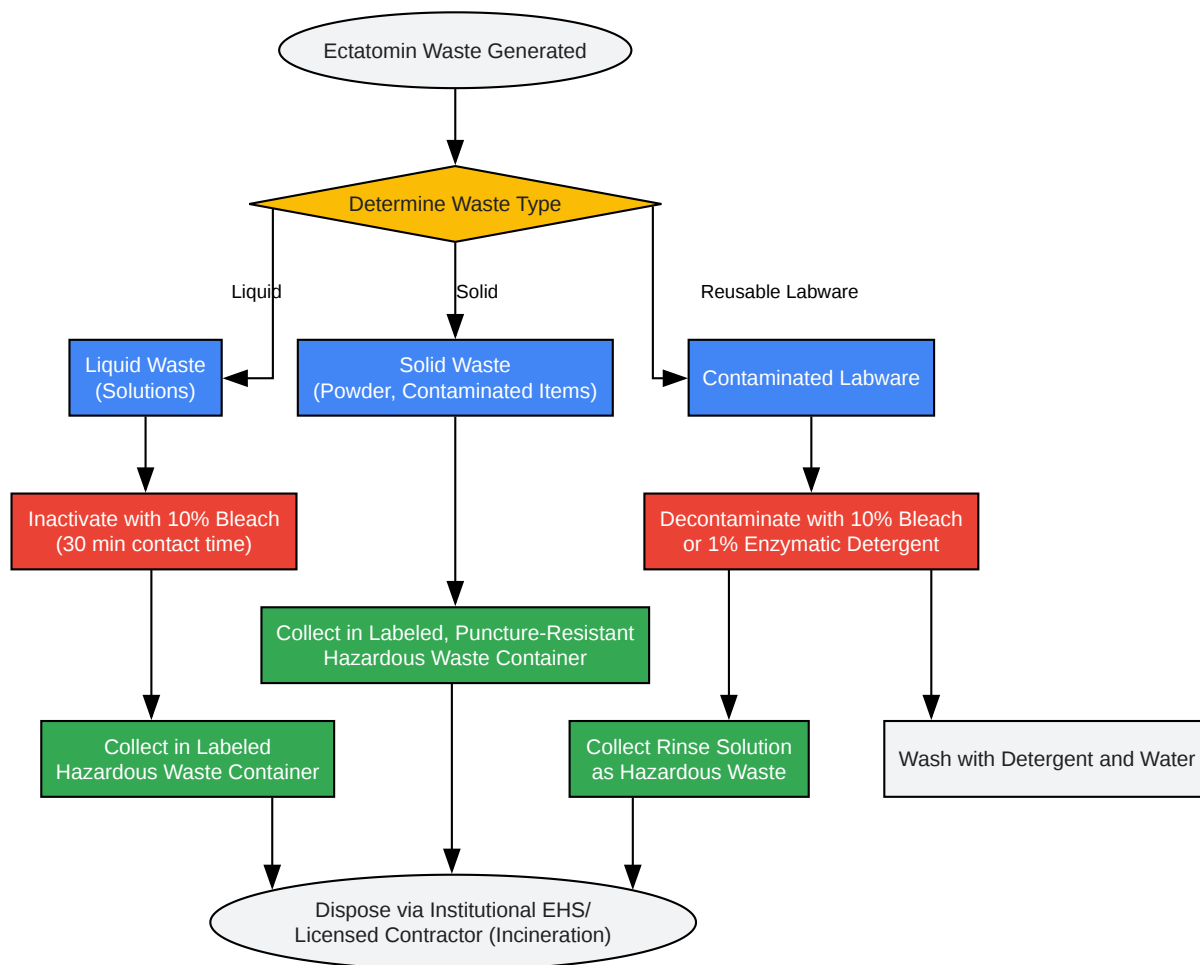 Ectatomin Waste Generated
Determine Waste Type
Liquid
Solid
Reusable Labware
Liquid Waste
(Solutions)
Solid Waste
(Powder, Contaminated Items)
Contaminated Labware
Inactivate with 10% Bleach
(30 min contact time)
Decontaminate with 10% Bleach
or 1% Enzymatic Detergent
Collect in Labeled, Puncture-Resistant
Hazardous Waste Container
Collect in Labeled
Hazardous Waste Container
Collect Rinse Solution
as Hazardous Waste
Wash with Detergent and Water
Dispose via Institutional EHS/
Licensed Contractor (Incineration)